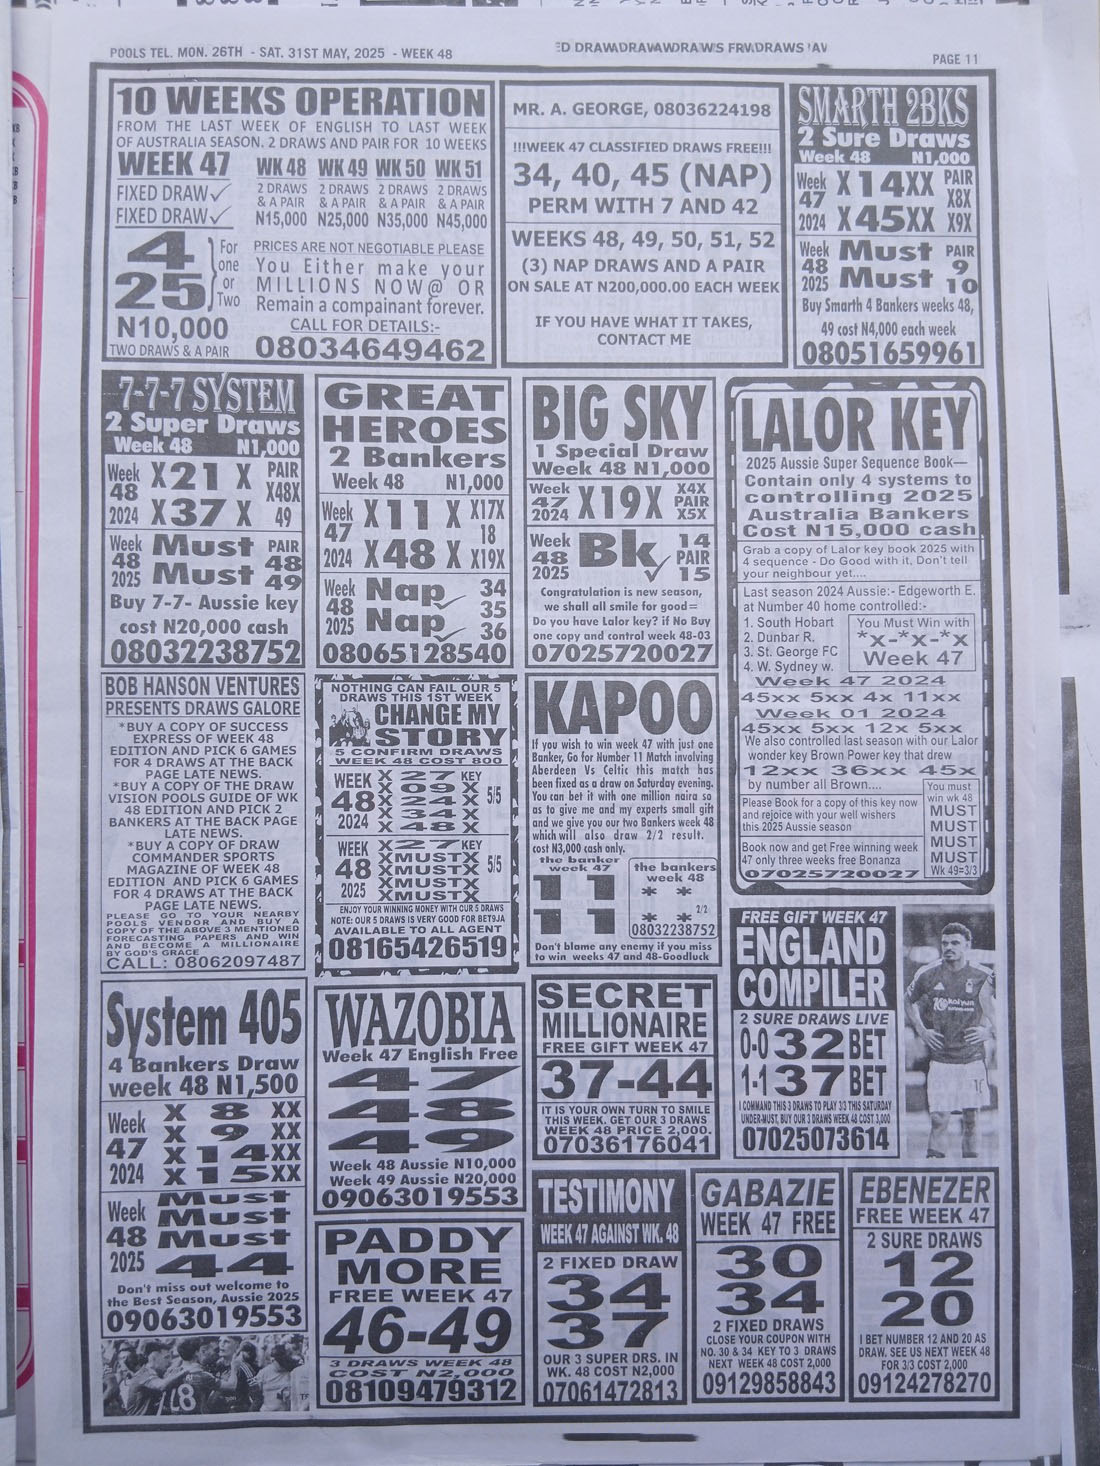 POOLS TEL. MON. 26TH - SAT. 31ST MAY, 2025 - WEEK 48
PAGE 11
10 WEEKS OPERATION
FROM THE LAST WEEK OF ENGLISH TO LAST WEEK
OF AUSTRALIA SEASON. 2 DRAWS AND PAIR FOR 10 WEEKS
WEEK 47 WK 48 WK 49 WK 50 WK 51
FIXED DRAW✓
FIXED DRAW✓
2 DRAWS 2 DRAWS 2 DRAWS 2 DRAWS
& A PAIR & A PAIR & A PAIR & A PAIR
N15,000 N25,000 N35,000 N45,000
4
25
For
one
or
Two
N10,000
TWO DRAWS & A PAIR
PRICES ARE NOT NEGOTIABLE PLEASE
You Either make your
MILLIONS NOW@ OR
Remain a compainant forever.
CALL FOR DETAILS:-
08034649462
MR. A. GEORGE, 08036224198
!!!WEEK 47 CLASSIFIED DRAWS FREE!!!
34, 40, 45 (NAP)
PERM WITH 7 AND 42
WEEKS 48, 49, 50, 51, 52
(3) NAP DRAWS AND A PAIR
ON SALE AT N200,000.00 EACH WEEK
IF YOU HAVE WHAT IT TAKES,
CONTACT ME
SMARTH 2BKS
2 Sure Draws
Week 48 N1,000
Week 47 2024
X14XX
X45XX
PAIR
X8X
X9X
Week 48 2025
Must
Must
PAIR
9
10
Buy Smarth 4 Bankers weeks 48,
49 cost N4,000 each week
08051659961
7-7-7 SYSTEM
2 Super Draws
Week 48 N1,000
Week 48 2024
X21 X
X37 X
PAIR
X48X
49
Week 48 2025
Must
Must
PAIR
48
49
Buy 7-7- Aussie key
cost N20,000 cash
08032238752
GREAT
HEROES
2 Bankers
Week 48 N1,000
Week 47 2024
X11 X
X48 X
X17X
18
X19X
Week 48 2025
Nap✓
Nap✓
34
35
36
08065128540
BIG SKY
1 Special Draw
Week 48 N1,000
Week 47 2024
X19X
X4X
PAIR
X5X
Week 48 2025
Bk✓
14
PAIR
15
Congratulation is new season,
we shall all smile for good=
Do you have Lalor key? if No Buy
one copy and control week 48-03
07025720027
LALOR KEY
2025 Aussie Super Sequence Book—
Contain only 4 systems to
controlling 2025
Australia Bankers
Cost N15,000 cash
Grab a copy of Lalor key book 2025 with
4 sequence - Do Good with it, Don't tell
your neighbour yet....
Last season 2024 Aussie:- Edgeworth E.
at Number 40 home controlled:-
1. South Hobart
2. Dunbar R.
3. St. George FC
4. W. Sydney w.
You Must Win with
*x-*x-*x
Week 47
Week 47 2024
45xx 5xx 4x 11xx
Week 01 2024
45xx 5xx 12x 5xx
We also controlled last season with our Lalor
wonder key Brown Power key that drew
12xx 36xx 45x
by number all Brown....
Please Book for a copy of this key now
and rejoice with your well wishers
this 2025 Aussie season
Book now and get Free winning week
47 only three weeks free Bonanza
07025720027
You must
win wk 48
MUST
MUST
MUST
MUST
Wk 49=3/3
BOB HANSON VENTURES
PRESENTS DRAWS GALORE
*BUY A COPY OF SUCCESS
EXPRESS OF WEEK 48
EDITION AND PICK 6 GAMES
FOR 4 DRAWS AT THE BACK
PAGE LATE NEWS.
*BUY A COPY OF THE DRAW
VISION POOLS GUIDE OF WK
48 EDITION AND PICK 2
BANKERS AT THE BACK PAGE
LATE NEWS.
*BUY A COPY OF DRAW
COMMANDER SPORTS
MAGAZINE OF WEEK 48
EDITION AND PICK 6 GAMES
FOR 4 DRAWS AT THE BACK
PAGE LATE NEWS.
PLEASE GO TO YOUR NEARBY
POOLS VENDOR AND BUY A
COPY OF THE ABOVE 3 MENTIONED
FORECASTING PAPERS AND WIN
AND BECOME A MILLIONAIRE
BY GOD'S GRACE
CALL: 08062097487
NOTHING CAN FAIL OUR 5
DRAWS THIS 1ST WEEK
CHANGE MY
STORY
5 CONFIRM DRAWS
WEEK 48 COST 800
WEEK 48 2024
X 27 KEY
X 09 X
X 24 X
X 34 X
X 48 X
5/5
WEEK 48 2025
X 27 KEY
XMUSTX
XMUSTX
XMUSTX
XMUSTX
5/5
ENJOY YOUR WINNING MONEY WITH OUR 5 DRAWS
NOTE: OUR 5 DRAWS IS VERY GOOD FOR BET9JA
AVAILABLE TO ALL AGENT
08165426519
KAPOO
If you wish to win week 47 with just one
Banker, Go for Number 11 Match involving
Aberdeen Vs Celtic this match has
been fixed as a draw on Saturday evening.
You can bet it with one million naira so
as to give me and my experts small gift
and we give you our two Bankers week 48
which will also draw 2/2 result.
cost N3,000 cash only.
the banker
week 47
11
11
the bankers
week 48
* *
* * 2/2
08032238752
Don't blame any enemy if you miss
to win weeks 47 and 48-Goodluck
FREE GIFT WEEK 47
ENGLAND
COMPILER
2 SURE DRAWS LIVE
0-0 32 BET
1-1 37 BET
I COMMAND THIS 3 DRAWS TO PLAY 3/3 THIS SATURDAY
UNDER-MUST, BUY OUR 3 DRAWS WEEK 48 COST 3,000
07025073614
System 405
4 Bankers Draw
week 48 N1,500
Week 47 2024
X 8 XX
X 9 XX
X 14XX
X 15XX
Week 48 2025
Must
Must
Must
44
Don't miss out welcome to
the Best Season, Aussie 2025
09063019553
WAZOBIA
Week 47 English Free
47
48
49
Week 48 Aussie N10,000
Week 49 Aussie N20,000
09063019553
SECRET
MILLIONAIRE
FREE GIFT WEEK 47
37-44
IT IS YOUR OWN TURN TO SMILE
THIS WEEK. GET OUR 3 DRAWS
WEEK 48 PRICE 2,000.
07036176041
PADDY
MORE
FREE WEEK 47
46-49
3 DRAWS WEEK 48
COST N2,000
08109479312
TESTIMONY
WEEK 47 AGAINST WK. 48
2 FIXED DRAW
34
37
OUR 3 SUPER DRS. IN
WK. 48 COST N2,000
07061472813
GABAZIE
WEEK 47 FREE
30
34
2 FIXED DRAWS
CLOSE YOUR COUPON WITH
NO. 30 & 34 KEY TO 3 DRAWS
NEXT WEEK 48 COST 2,000
09129858843
EBENEZER
FREE WEEK 47
2 SURE DRAWS
12
20
I BET NUMBER 12 AND 20 AS
DRAW. SEE US NEXT WEEK 48
FOR 3/3 COST 2,000
09124278270